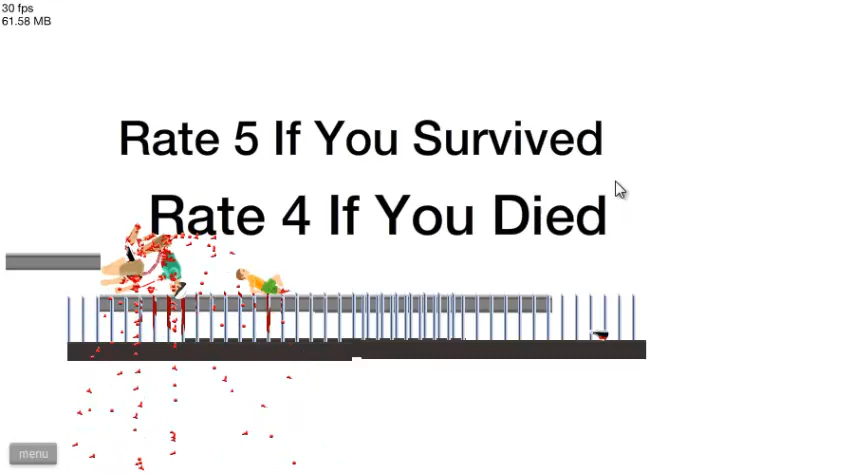 30 fps
61.58 MB
Rate 5 If You Survived
Rate 4 If You Died
menu